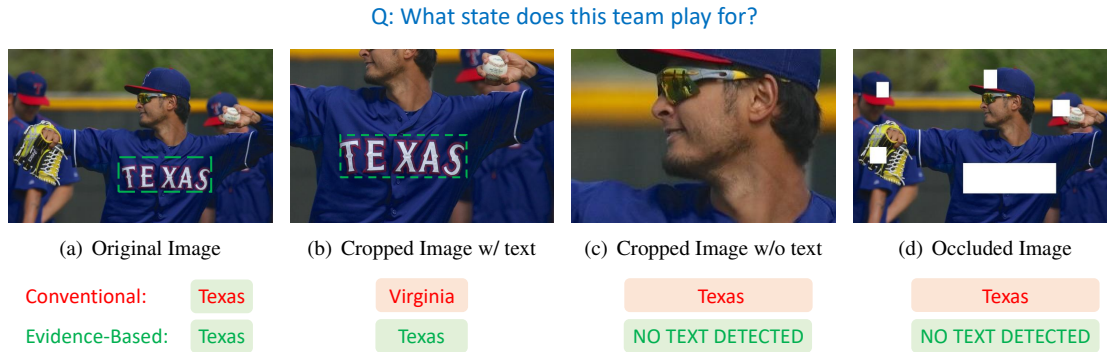 Q: What state does this team play for?
TEXAS
TEXAS
(a) Original Image
(b) Cropped Image w/ text
(c) Cropped Image w/o text
(d) Occluded Image
Conventional: Texas Virginia Texas Texas
Evidence-Based: Texas Texas NO TEXT DETECTED NO TEXT DETECTED